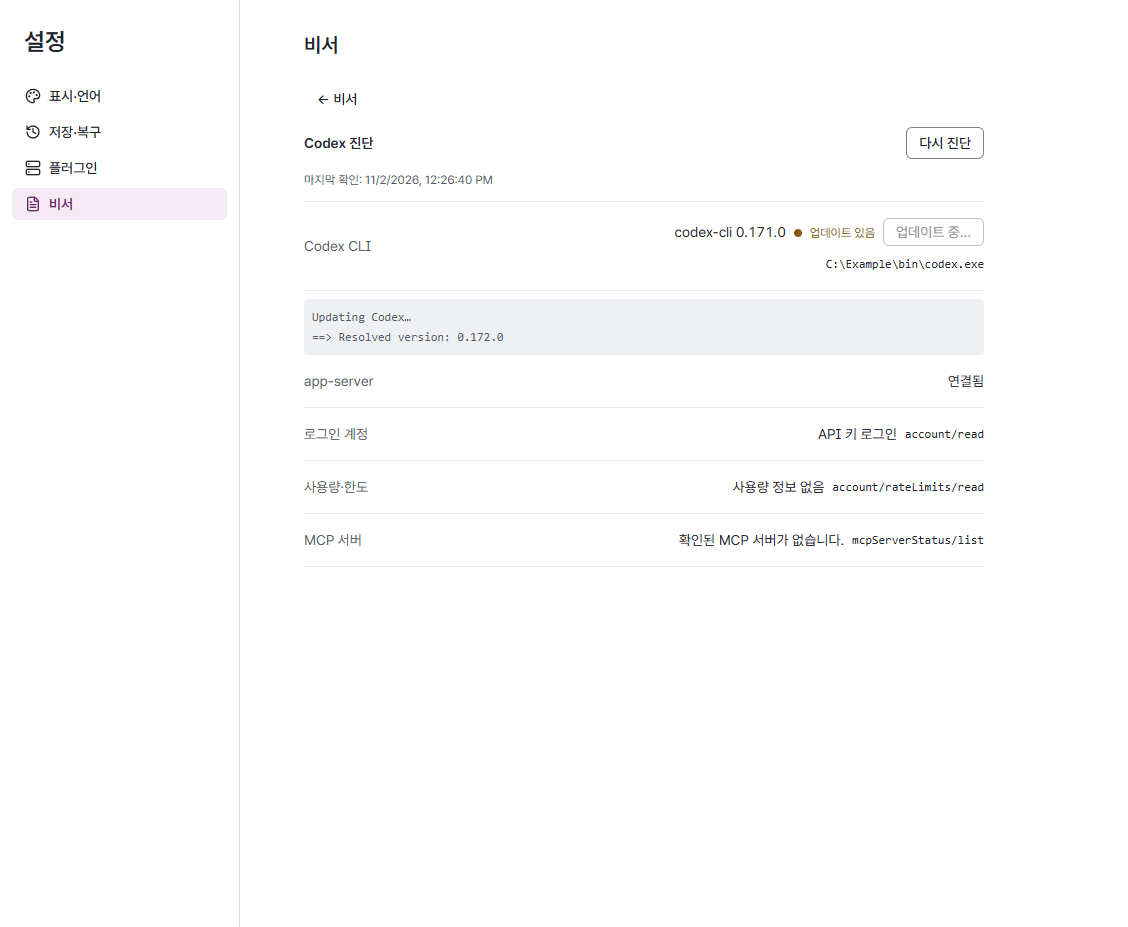 설정
표시·언어
저장·복구
플러그인
비서
비서
← 비서
Codex 진단
다시 진단
마지막 확인: 11/2/2026, 12:26:40 PM
Codex CLI
codex-cli 0.171.0 ● 업데이트 있음 업데이트 중...
C:\Example\bin\codex.exe
Updating Codex…
==> Resolved version: 0.172.0
app-server 연결됨
로그인 계정 API 키 로그인 account/read
사용량·한도 사용량 정보 없음 account/rateLimits/read
MCP 서버 확인된 MCP 서버가 없습니다. mcpServerStatus/list